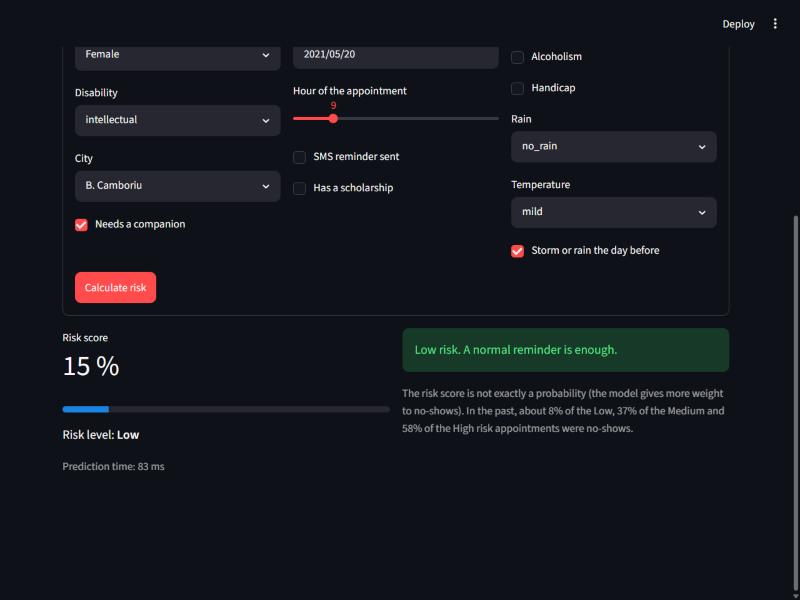 Deploy
Female
2021/05/20
Alcoholism
Handicap
Disability
intellectual
Hour of the appointment
9
Rain
no_rain
City
B. Camboriu
SMS reminder sent
Has a scholarship
Temperature
mild
Needs a companion
Storm or rain the day before
Calculate risk
Risk score
15 %
Risk level: Low
Prediction time: 83 ms
Low risk. A normal reminder is enough.
The risk score is not exactly a probability (the model gives more weight
to no-shows). In the past, about 8% of the Low, 37% of the Medium and
58% of the High risk appointments were no-shows.